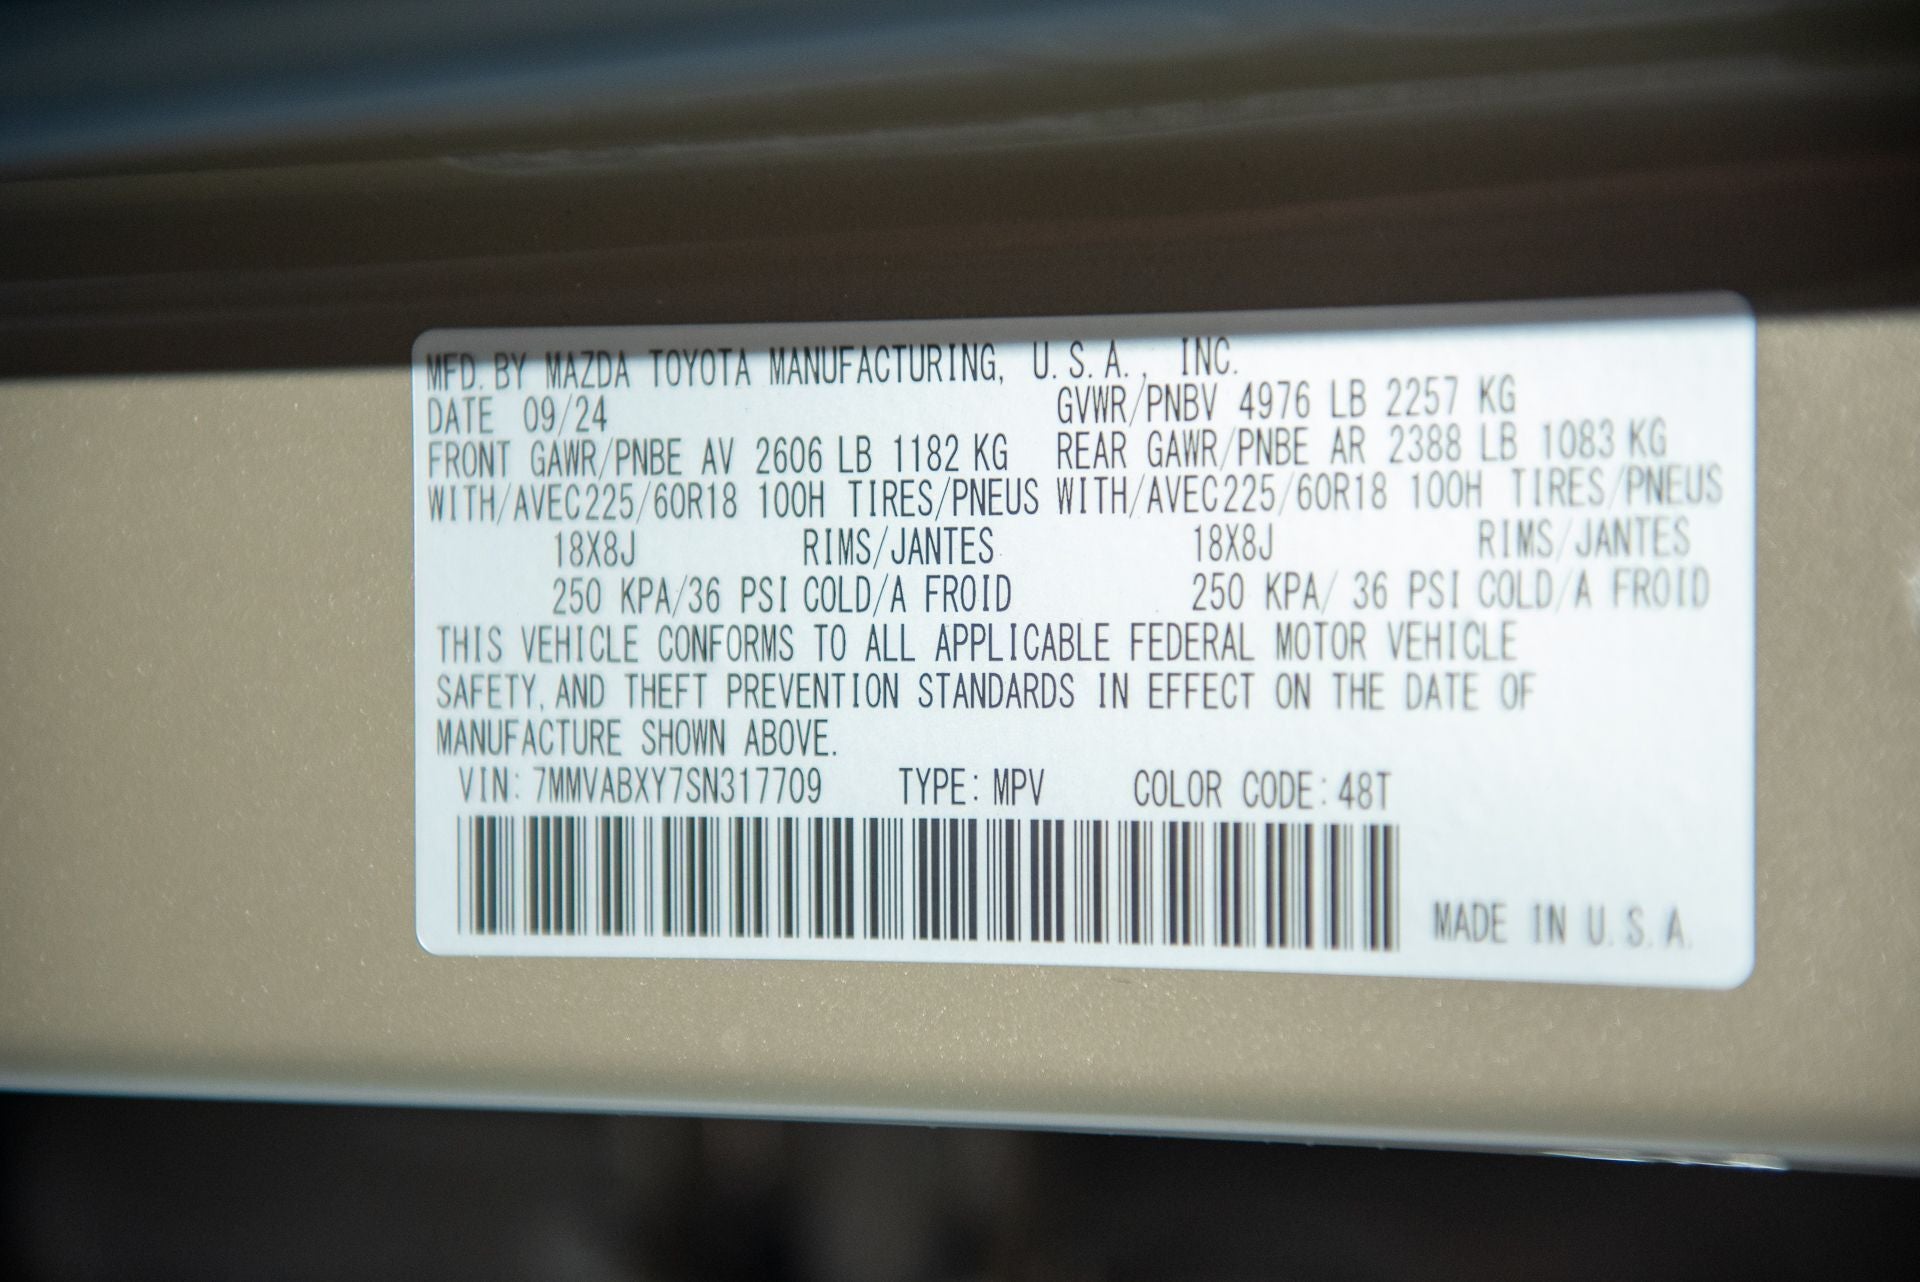 MFD. BY MAZDA TOYOTA MANUFACTURING, U.S.A., INC.
DATE 09/24 GVWR/PNBV 4976 LB 2257 KG
FRONT GAWR/PNBE AV 2606 LB 1182 KG REAR GAWR/PNBE AR 2388 LB 1083 KG
WITH/AVEC225/60R18 100H TIRES/PNEUS WITH/AVEC225/60R18 100H TIRES/PNEUS
18X8J RIMS/JANTES 18X8J RIMS/JANTES
250 KPA/36 PSI COLD/A FROID 250 KPA/ 36 PSI COLD/A FROID
THIS VEHICLE CONFORMS TO ALL APPLICABLE FEDERAL MOTOR VEHICLE
SAFETY, AND THEFT PREVENTION STANDARDS IN EFFECT ON THE DATE OF
MANUFACTURE SHOWN ABOVE.
VIN: 7MMVABXY7SN317709 TYPE: MPV COLOR CODE: 48T
MADE IN U.S.A.